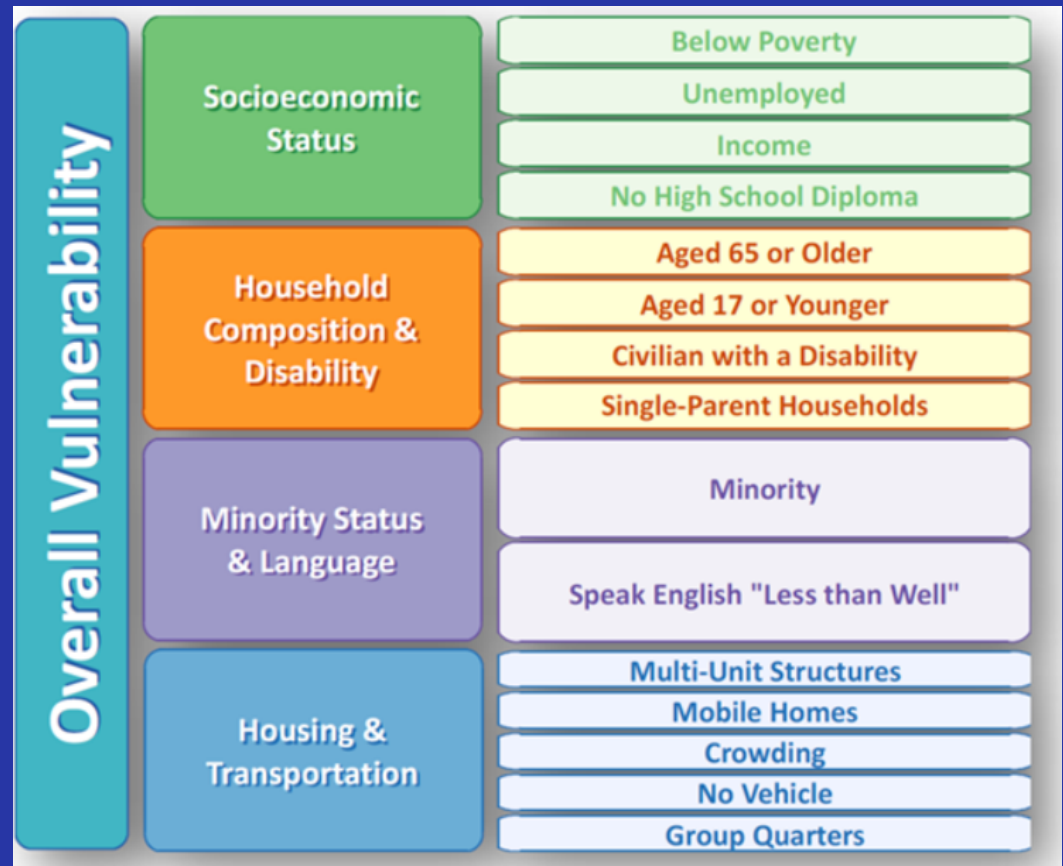 Overall Vulnerability
Socioeconomic
Status
Below Poverty
Unemployed
Income
No High School Diploma
Household
Composition &
Disability
Aged 65 or Older
Aged 17 or Younger
Civilian with a Disability
Single-Parent Households
Minority Status
& Language
Minority
Speak English "Less than Well"
Housing &
Transportation
Multi-Unit Structures
Mobile Homes
Crowding
No Vehicle
Group Quarters